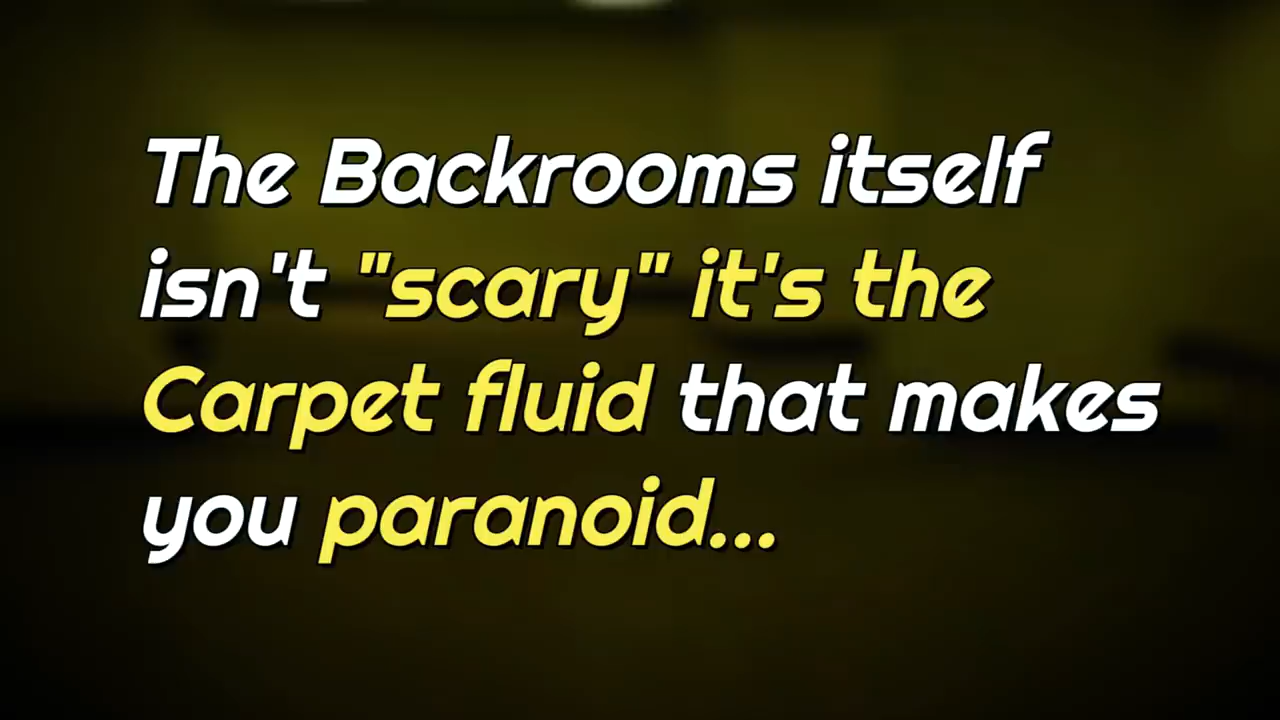 The Backrooms itself
isn't "scary" it's the
Carpet fluid that makes
you paranoid...